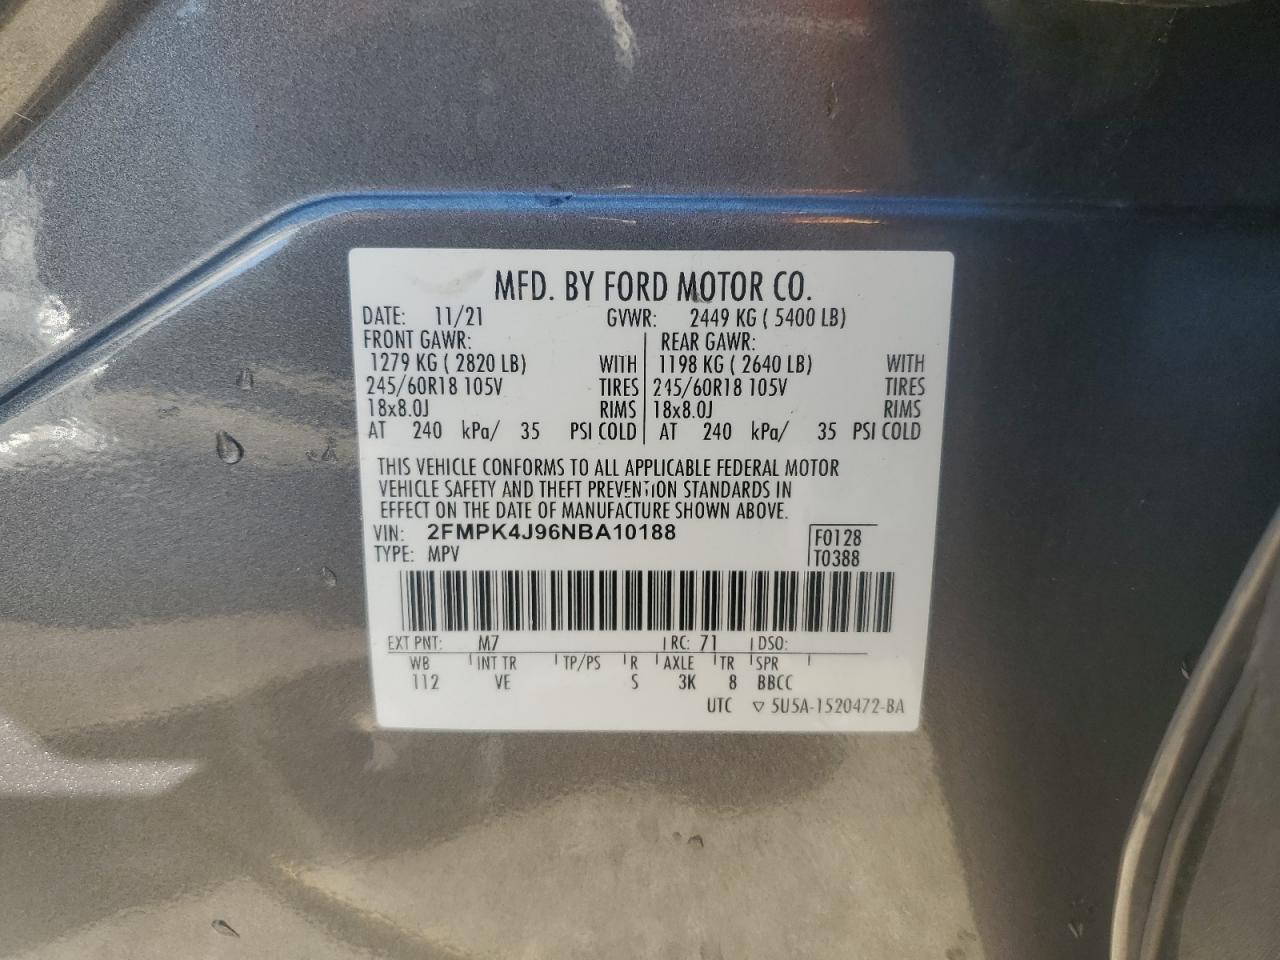 MFD. BY FORD MOTOR CO.
DATE: 11/21 GVWR: 2449 KG ( 5400 LB)
FRONT GAWR: REAR GAWR:
1279 KG ( 2820 LB) WITH 1198 KG ( 2640 LB) WITH
245/60R18 105V TIRES 245/60R18 105V TIRES
18x8.0J RIMS 18x8.0J RIMS
AT 240 kPa/ 35 PSI COLD AT 240 kPa/ 35 PSI COLD
THIS VEHICLE CONFORMS TO ALL APPLICABLE FEDERAL MOTOR
VEHICLE SAFETY AND THEFT PREVENTION STANDARDS IN
EFFECT ON THE DATE OF MANUFACTURE SHOWN ABOVE.
VIN: 2FMPK4J96NBA10188 F0128
TYPE: MPV T0388
EXT PNT: M7 RC: 71 DSO:
WB INT TR TP/PS R AXLE TR SPR
112 VE S 3K 8 BBCC
UTC ▽ 5U5A-1520472-BA